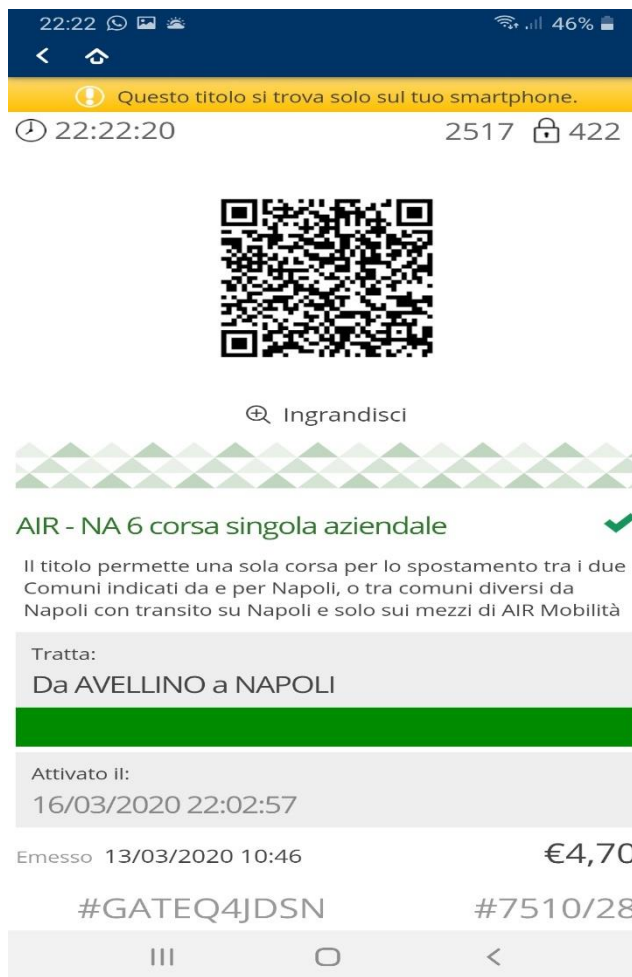 22:22 46%
Questo titolo si trova solo sul tuo smartphone.
22:22:20 2517 422
Ingrandisci
AIR - NA 6 corsa singola aziendale
Il titolo permette una sola corsa per lo spostamento tra i due
Comuni indicati da e per Napoli, o tra comuni diversi da
Napoli con transito su Napoli e solo sui mezzi di AIR Mobilità
Tratta:
Da AVELLINO a NAPOLI
Attivato il:
16/03/2020 22:02:57
Emesso 13/03/2020 10:46 €4,70
#GATEQ4JDSN #7510/28